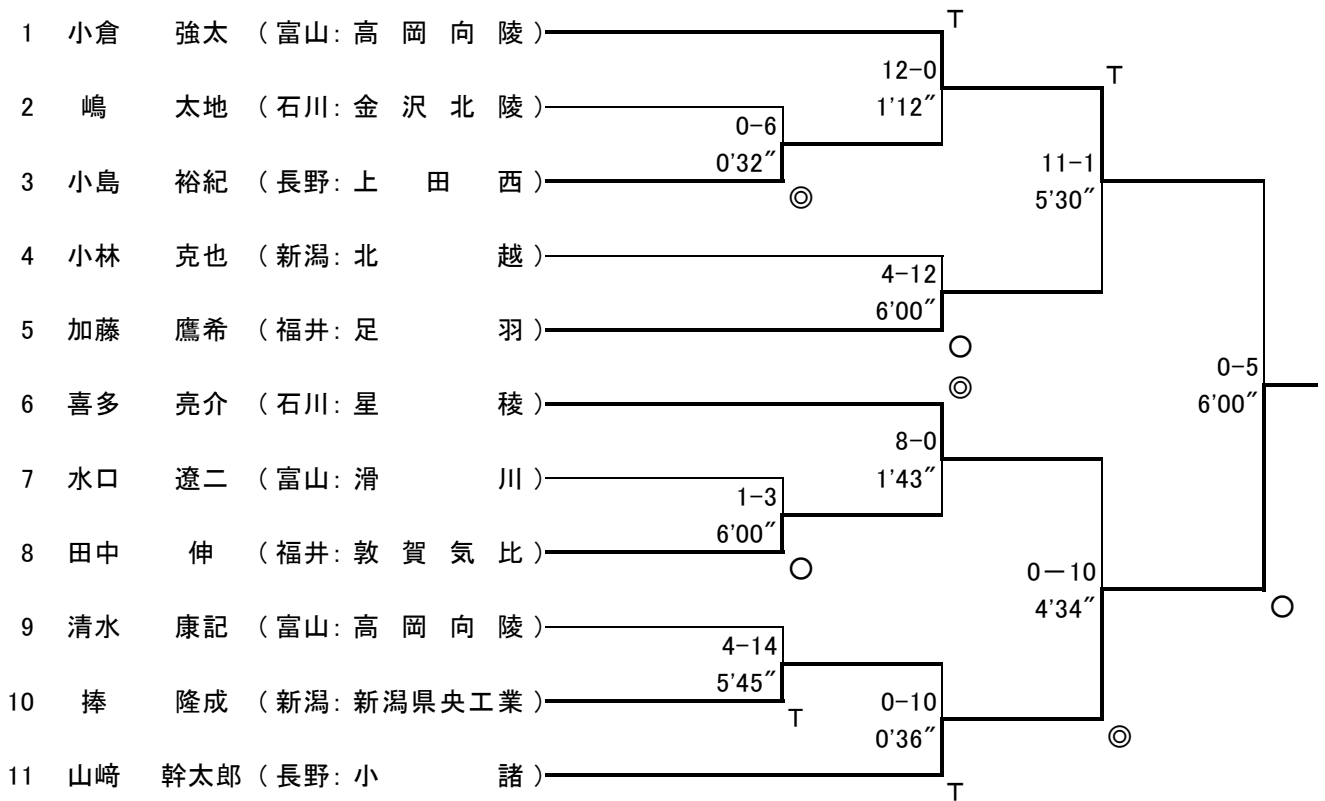 T
1 小倉 強太 (富山:高岡向陵)
12-0
T
2 嶋 太地 (石川:金沢北陵)
1'12″
0-6
0'32″
11-1
3 小島 裕紀 (長野:上田西)
◎
5'30″
4 小林 克也 (新潟:北越)
4-12
6'00″
5 加藤 鷹希 (福井:足羽)
○
0-5
◎
6'00″
6 喜多 亮介 (石川:星稜)
8-0
7 水口 遼二 (富山:滑川)
1'43″
1-3
6'00″
8 田中 伸 (福井:敦賀気比)
○
0-10
4'34″
○
9 清水 康記 (富山:高岡向陵)
4-14
5'45″
10 捧 隆成 (新潟:新潟県央工業)
0-10
T
0'36″
◎
11 山﨑 幹太郎 (長野:小諸)
T